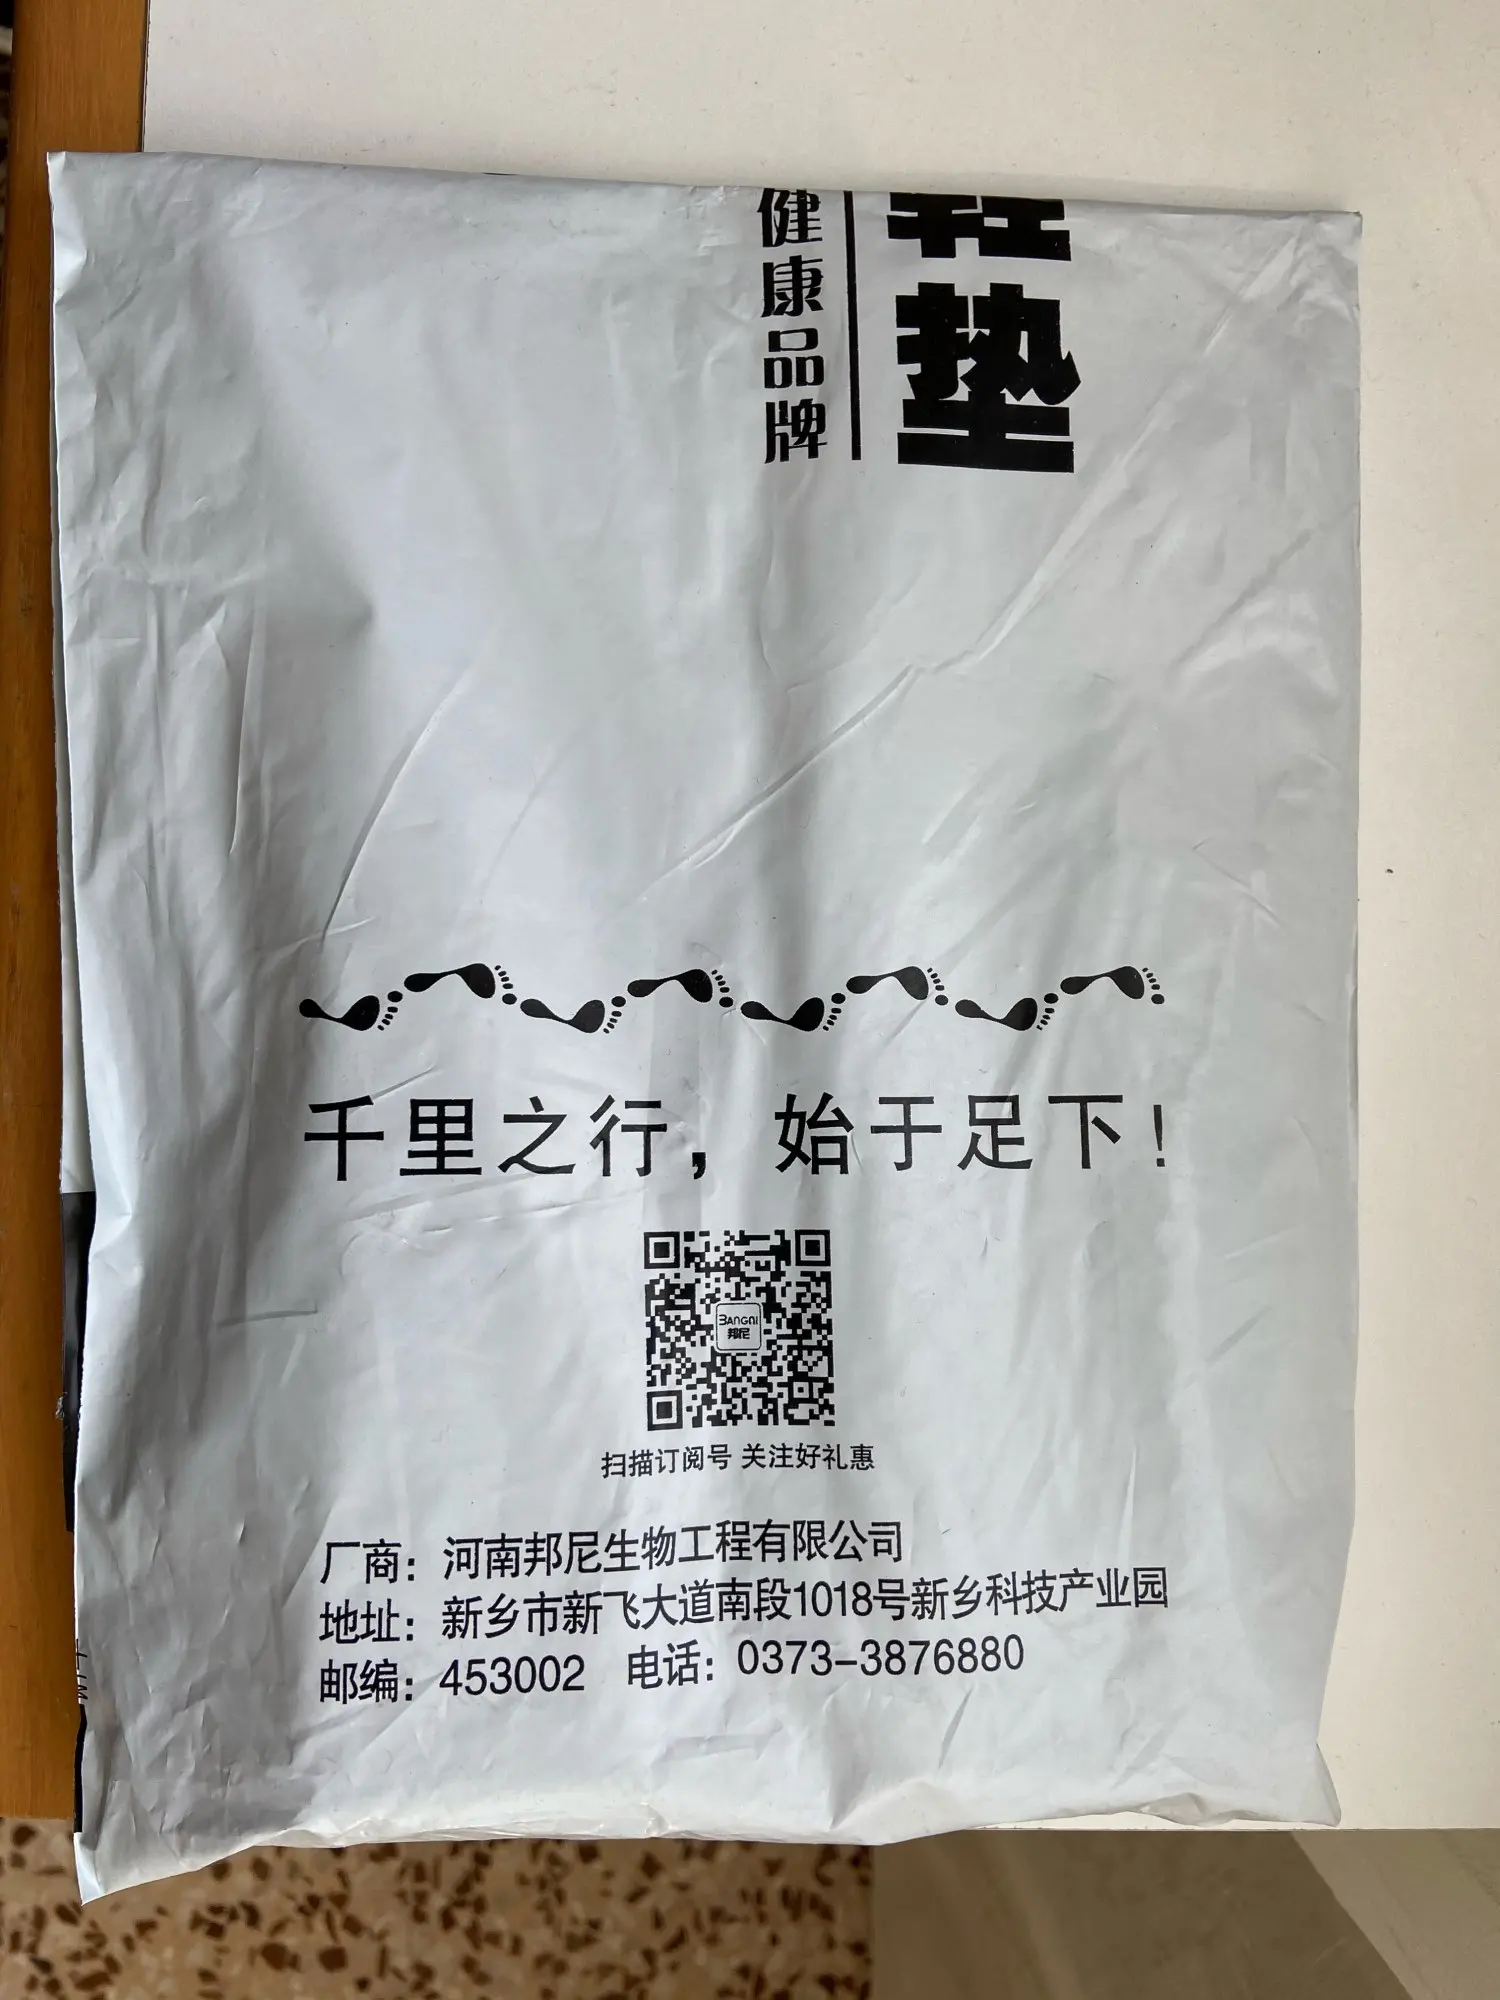 垫
健康品牌
千里之行，始于足下！
BANGNI
邦尼
扫描订阅号 关注好礼惠
厂商：河南邦尼生物工程有限公司
地址：新乡市新飞大道南段1018号新乡科技产业园
邮编：453002 电话：0373-3876880